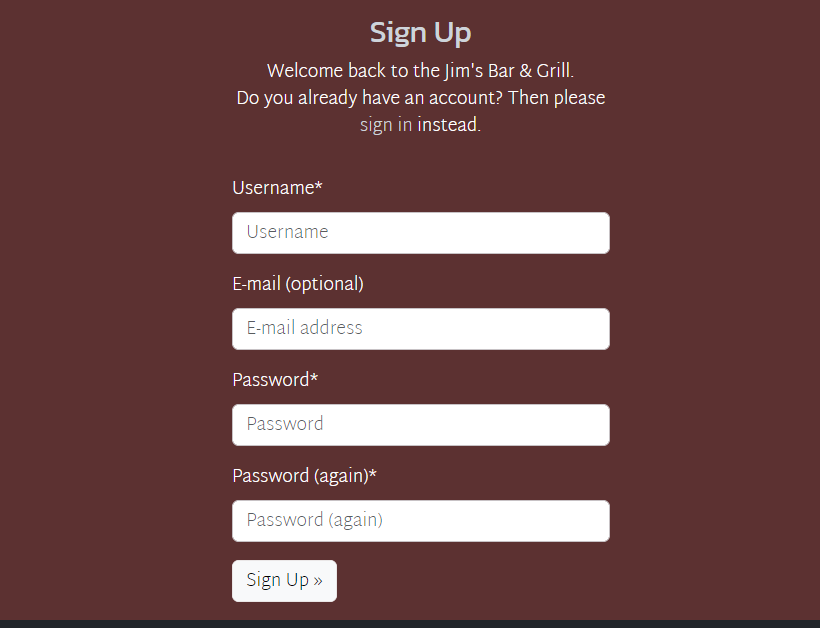 Sign Up
Welcome back to the Jim's Bar & Grill.
Do you already have an account? Then please
sign in instead.
Username*
Username
E-mail (optional)
E-mail address
Password*
Password
Password (again)*
Password (again)
Sign Up »